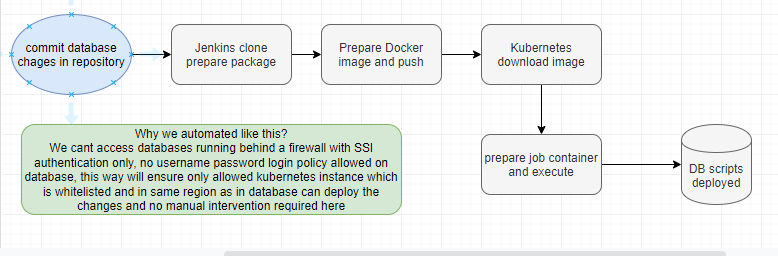 commit database
chages in repository
Jenkins clone
prepare package
Prepare Docker
image and push
Kubernetes
download image
Why we automated like this?
We cant access databases running behind a firewall with SSI
authentication only, no username password login policy allowed on
database, this way will ensure only allowed kubernetes instance which
is whitelisted and in same region as in database can deploy the
changes and no manual intervention required here
prepare job container
and execute
DB scripts
deployed